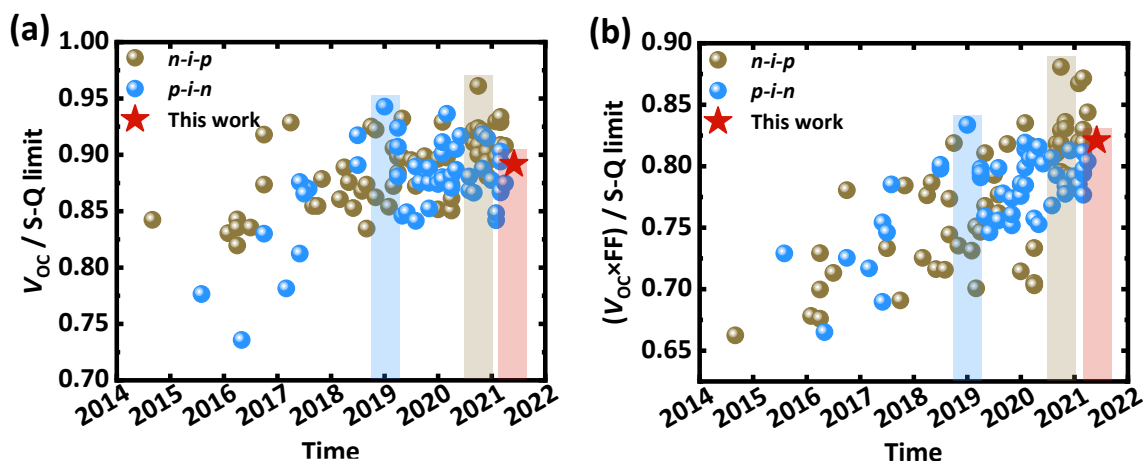 (a)
1.00
0.95
0.90
0.85
0.80
0.75
0.70
V_OC / S-Q limit
n-i-p
p-i-n
This work
2014 2015 2016 2017 2018 2019 2020 2021 2022
Time
(b)
0.90
0.85
0.80
0.75
0.70
0.65
(V_OC×FF) / S-Q limit
n-i-p
p-i-n
This work
2014 2015 2016 2017 2018 2019 2020 2021 2022
Time